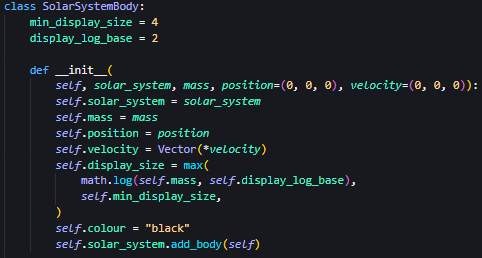 class SolarSystemBody:
    min_display_size = 4
    display_log_base = 2

    def __init__(
        self, solar_system, mass, position=(0, 0, 0), velocity=(0, 0, 0)):
        self.solar_system = solar_system
        self.mass = mass
        self.position = position
        self.velocity = Vector(*velocity)
        self.display_size = max(
            math.log(self.mass, self.display_log_base),
            self.min_display_size,
        )
        self.colour = "black"
        self.solar_system.add_body(self)